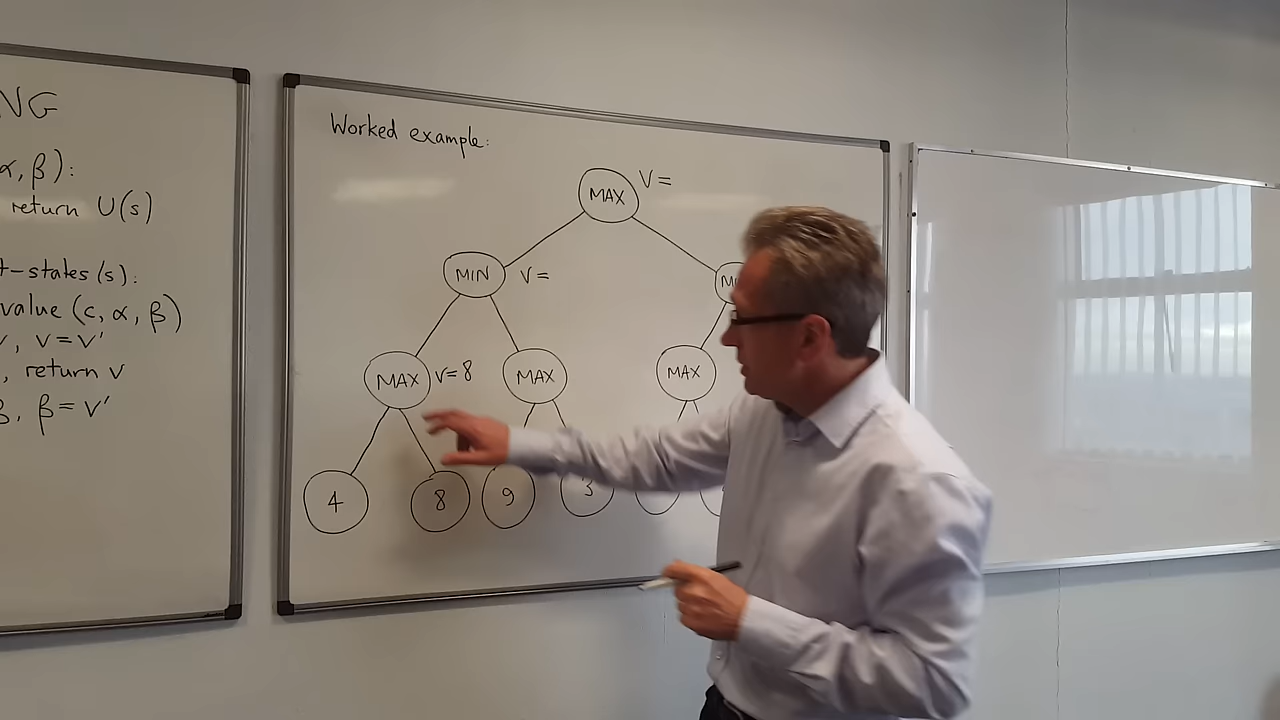 NG
α, β):
return U(s)
t-states (s):
value (c, α, β)
, v = v'
, return v
β, β = v'
Worked example:
MAX V =
MIN V =
MAX V = 8
MAX
MAX
4
8
9
3